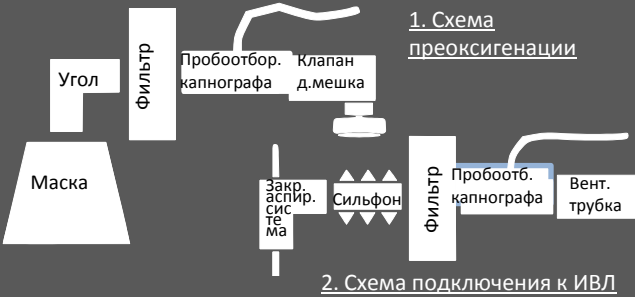 1. Схема
преоксигенации
Угол
Фильтр
Пробоотбор.
капнографа
Клапан
д.мешка
Маска
Закр.
аспир.
сис
те
ма
Сильфон
Фильтр
Пробоотб.
капнографа
Вент.
трубка
2. Схема подключения к ИВЛ